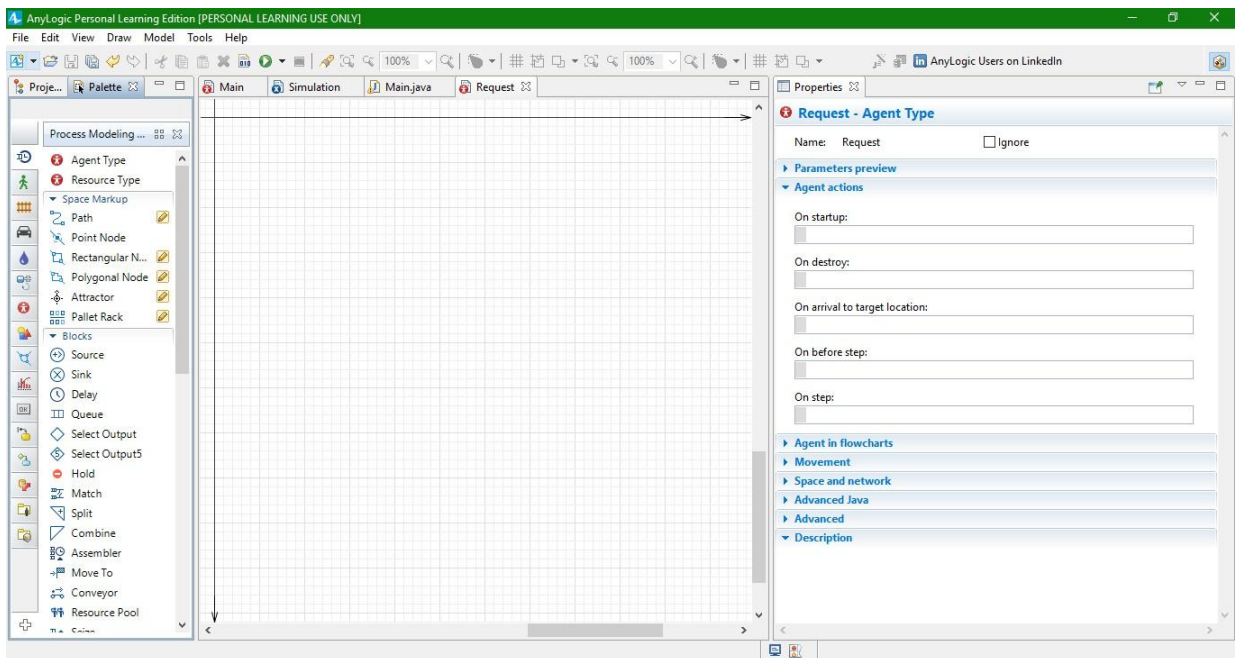 AnyLogic Personal Learning Edition [PERSONAL LEARNING USE ONLY]
File Edit View Draw Model Tools Help
100% 100% AnyLogic Users on LinkedIn
Proje... Palette Main Simulation Main.java Request Properties
Process Modeling ...
Agent Type
Resource Type
Space Markup
Path
Point Node
Rectangular N...
Polygonal Node
Attractor
Pallet Rack
Blocks
Source
Sink
Delay
Queue
Select Output
Select Output5
Hold
Match
Split
Combine
Assembler
Move To
Conveyor
Resource Pool
OK
Request - Agent Type
Name: Request Ignore
Parameters preview
Agent actions
On startup:
On destroy:
On arrival to target location:
On before step:
On step:
Agent in flowcharts
Movement
Space and network
Advanced Java
Advanced
Description